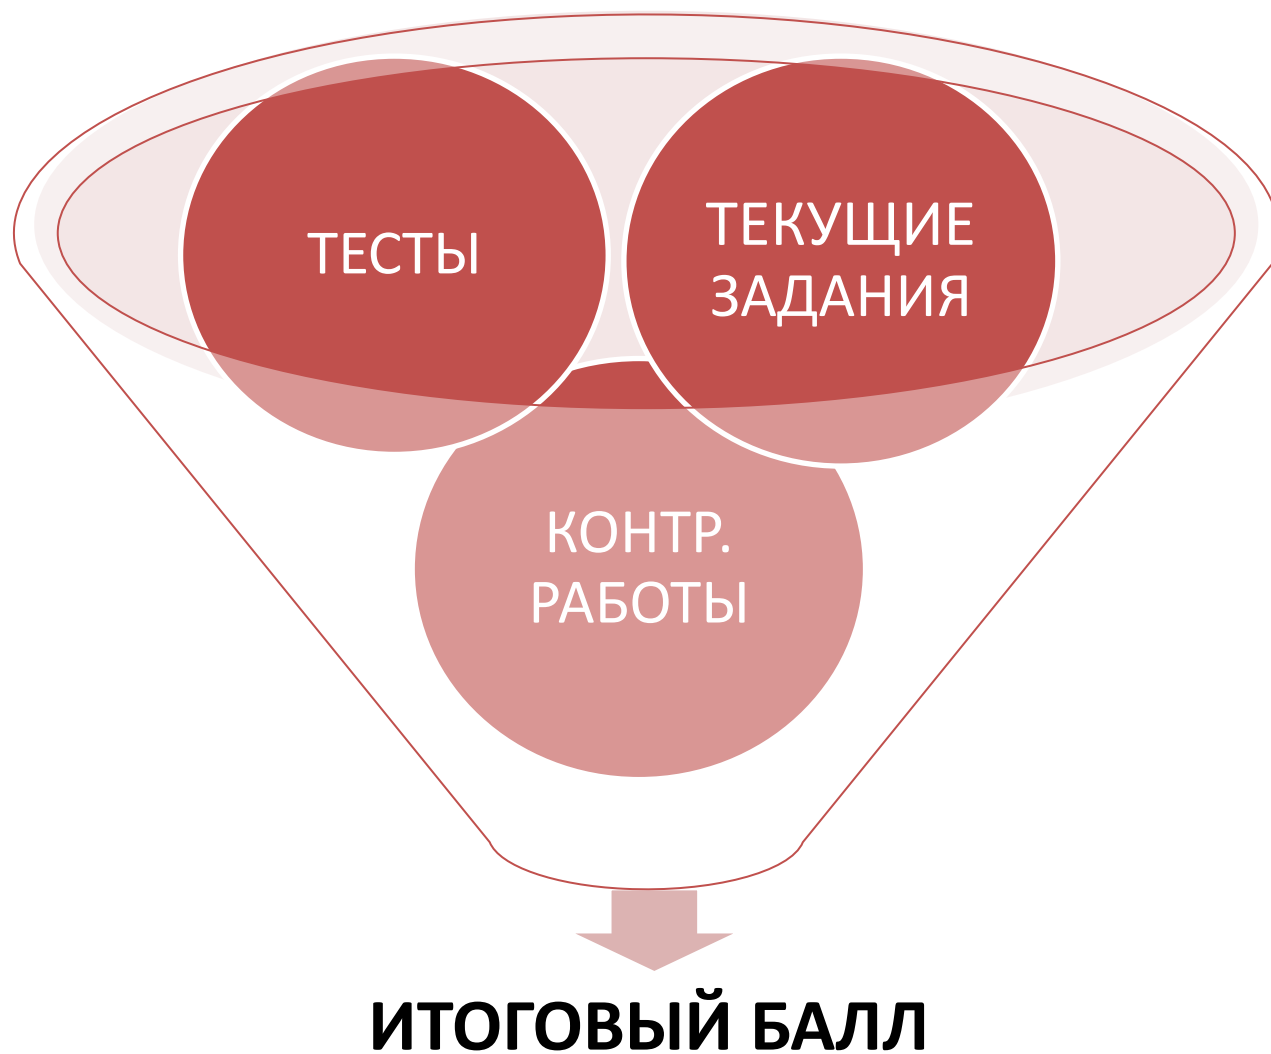 ТЕСТЫ
ТЕКУЩИЕ
ЗАДАНИЯ
КОНТР.
РАБОТЫ
ИТОГОВЫЙ БАЛЛ